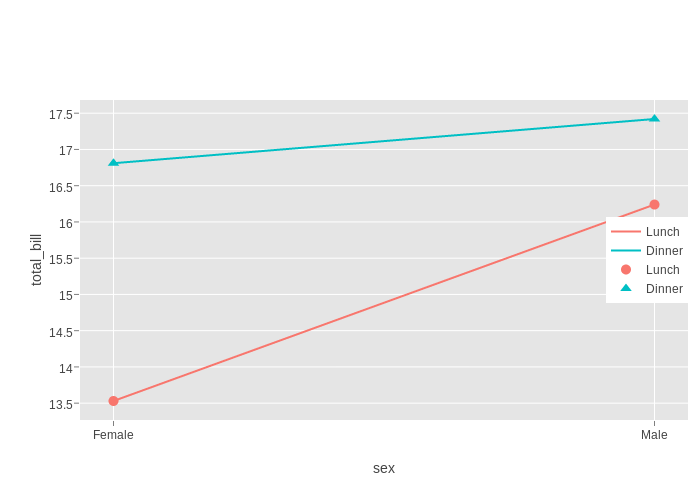 17.5
17
16.5
16
15.5
15
14.5
14
13.5
total_bill
Female
Male
sex
Lunch
Dinner
Lunch
Dinner